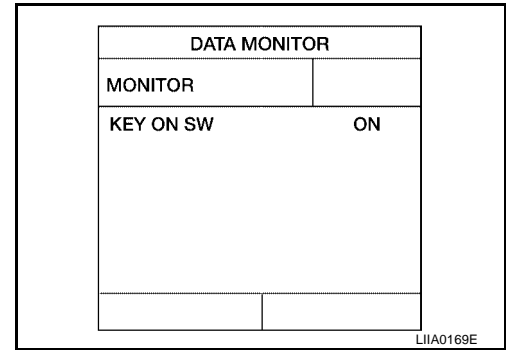 DATA MONITOR
MONITOR
KEY ON SW ON
LIIA0169E